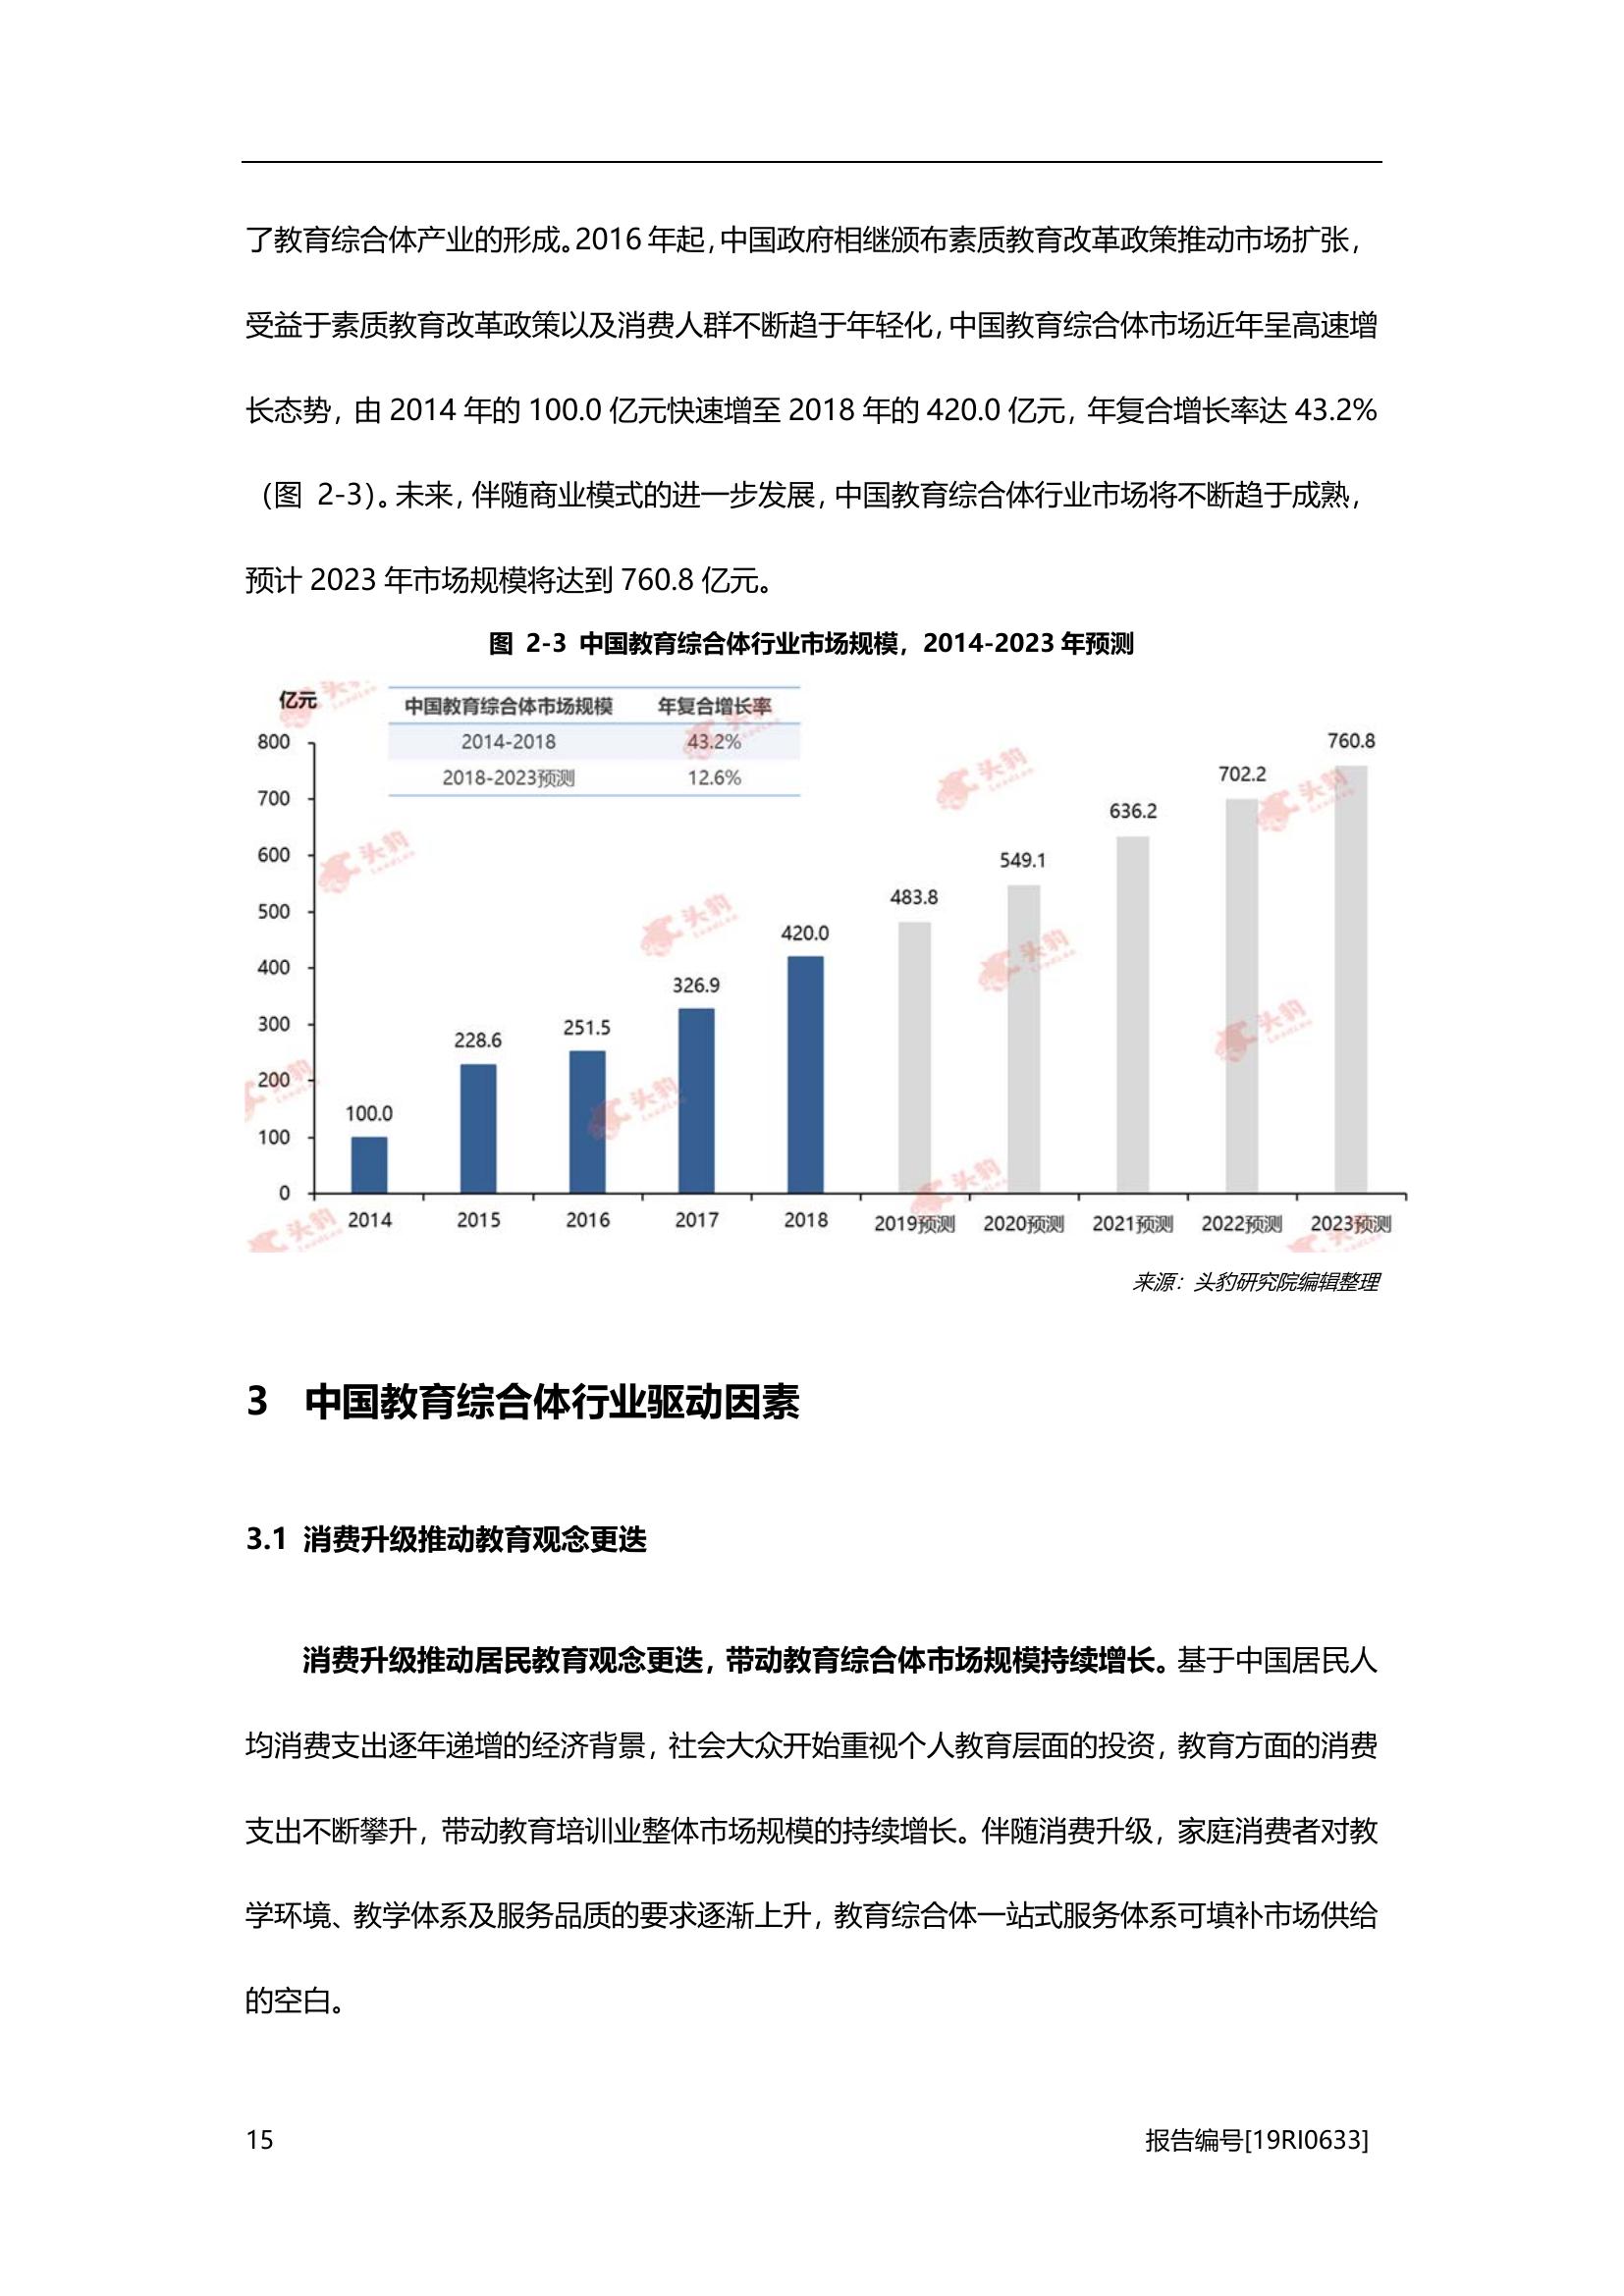 了教育综合体产业的形成。2016 年起，中国政府相继颁布素质教育改革政策推动市场扩张，
受益于素质教育改革政策以及消费人群不断趋于年轻化，中国教育综合体市场近年呈高速增
长态势，由 2014 年的 100.0 亿元快速增至 2018 年的 420.0 亿元，年复合增长率达 43.2%
（图 2-3）。未来，伴随商业模式的进一步发展，中国教育综合体行业市场将不断趋于成熟，
预计 2023 年市场规模将达到 760.8 亿元。
图 2-3 中国教育综合体行业市场规模，2014-2023 年预测
亿元
中国教育综合体市场规模 年复合增长率
2014-2018 43.2%
2018-2023预测 12.6%
800
700
600
500
400
300
200
100
0
100.0
228.6
251.5
326.9
420.0
483.8
549.1
636.2
702.2
760.8
2014 2015 2016 2017 2018 2019预测 2020预测 2021预测 2022预测 2023预测
头豹
LeadLeo
来源：头豹研究院编辑整理
3 中国教育综合体行业驱动因素
3.1 消费升级推动教育观念更迭
消费升级推动居民教育观念更迭，带动教育综合体市场规模持续增长。基于中国居民人
均消费支出逐年递增的经济背景，社会大众开始重视个人教育层面的投资，教育方面的消费
支出不断攀升，带动教育培训业整体市场规模的持续增长。伴随消费升级，家庭消费者对教
学环境、教学体系及服务品质的要求逐渐上升，教育综合体一站式服务体系可填补市场供给
的空白。
15 报告编号[19RI0633]